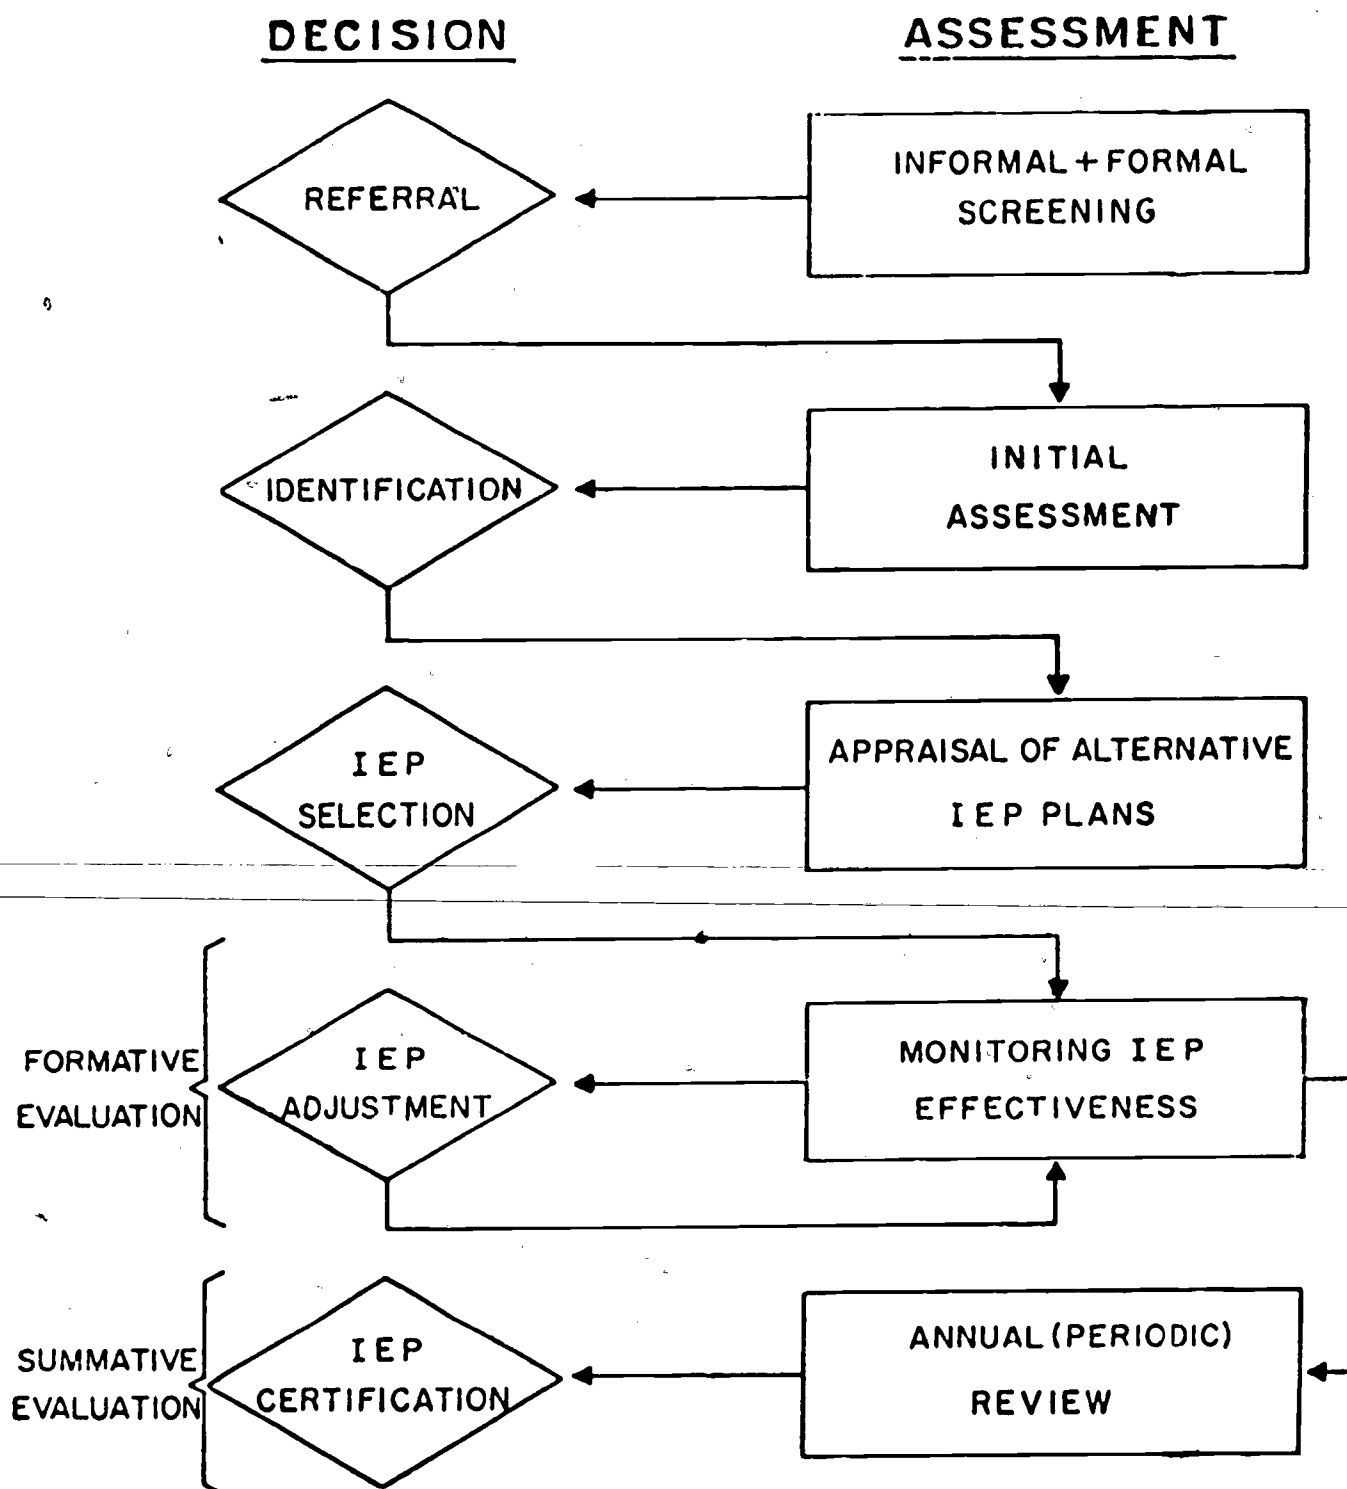 DECISION
ASSESSMENT
REFERRAL
INFORMAL + FORMAL
SCREENING
IDENTIFICATION
INITIAL
ASSESSMENT
IEP
SELECTION
APPRAISAL OF ALTERNATIVE
IEP PLANS
FORMATIVE
EVALUATION
IEP
ADJUSTMENT
MONITORING IEP
EFFECTIVENESS
SUMMATIVE
EVALUATION
IEP
CERTIFICATION
ANNUAL (PERIODIC)
REVIEW